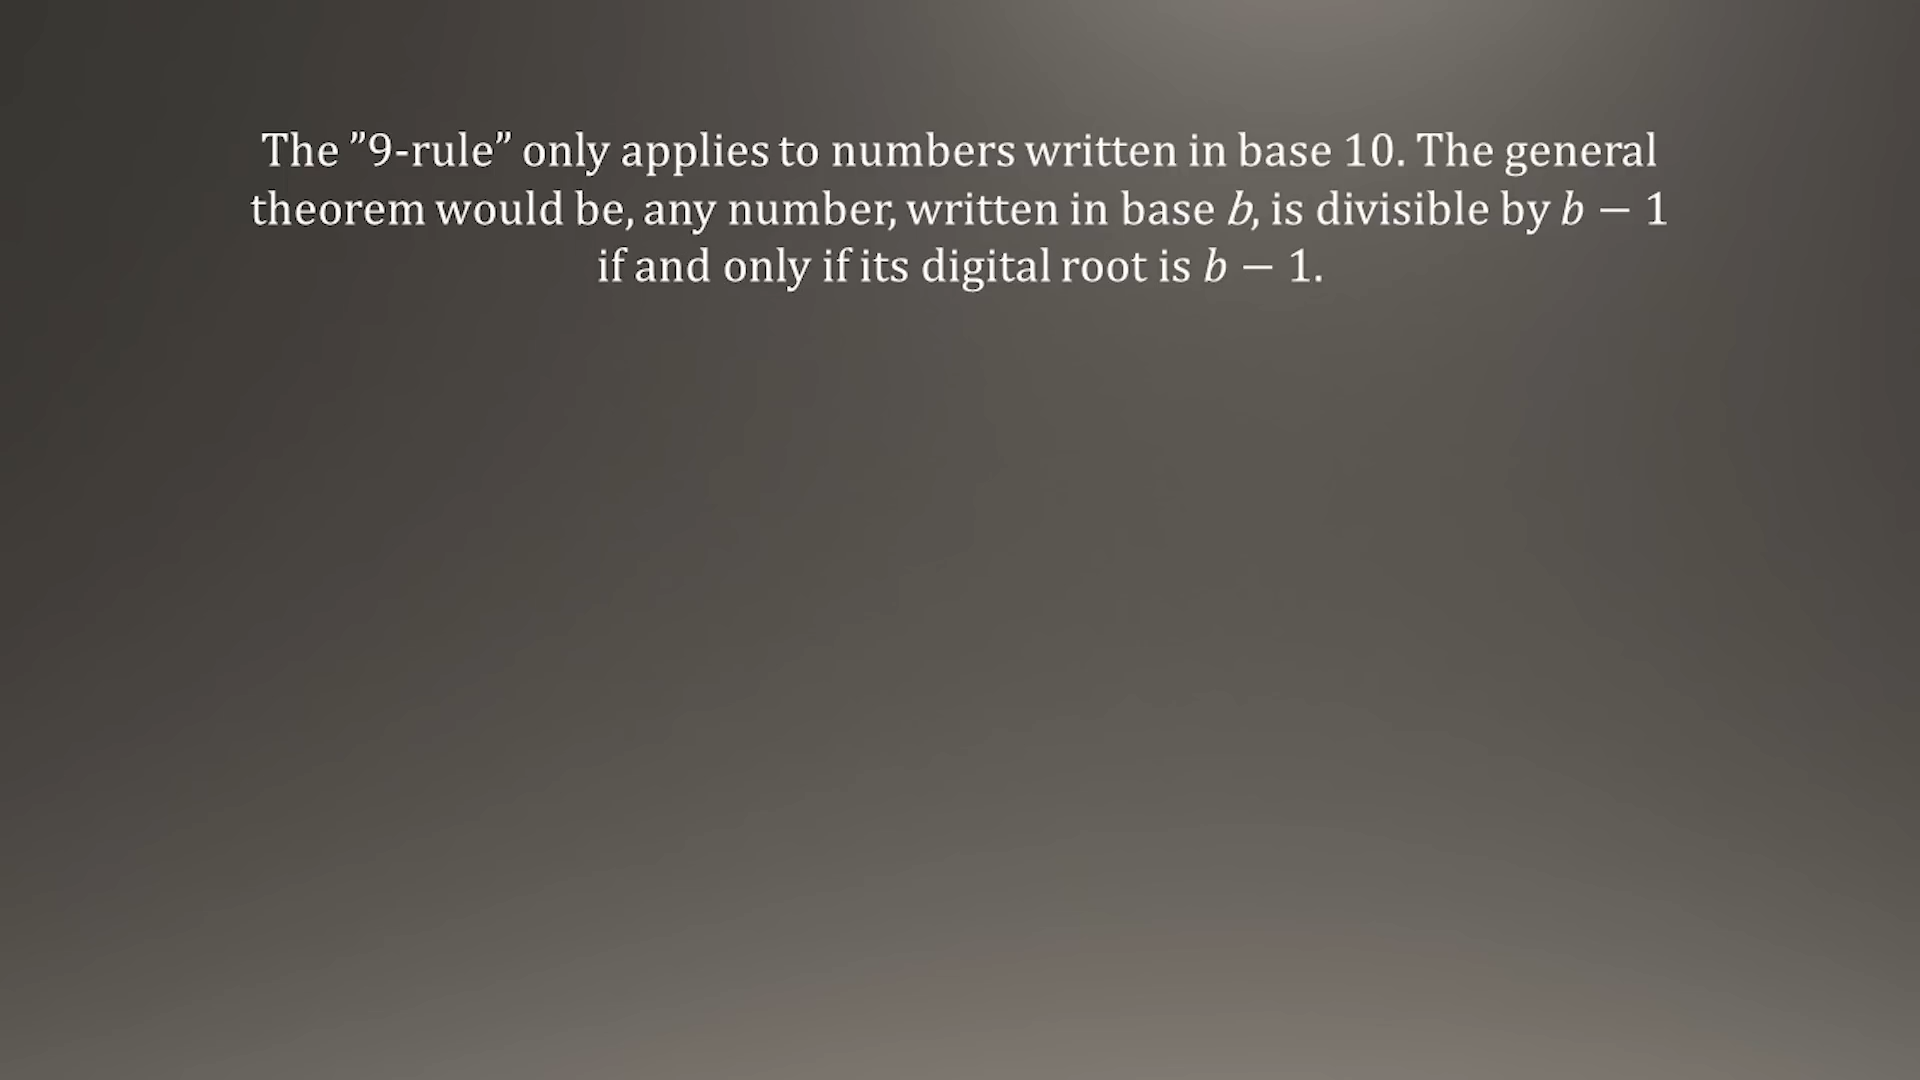 The ”9-rule” only applies to numbers written in base 10. The general
theorem would be, any number, written in base b, is divisible by b − 1
if and only if its digital root is b − 1.